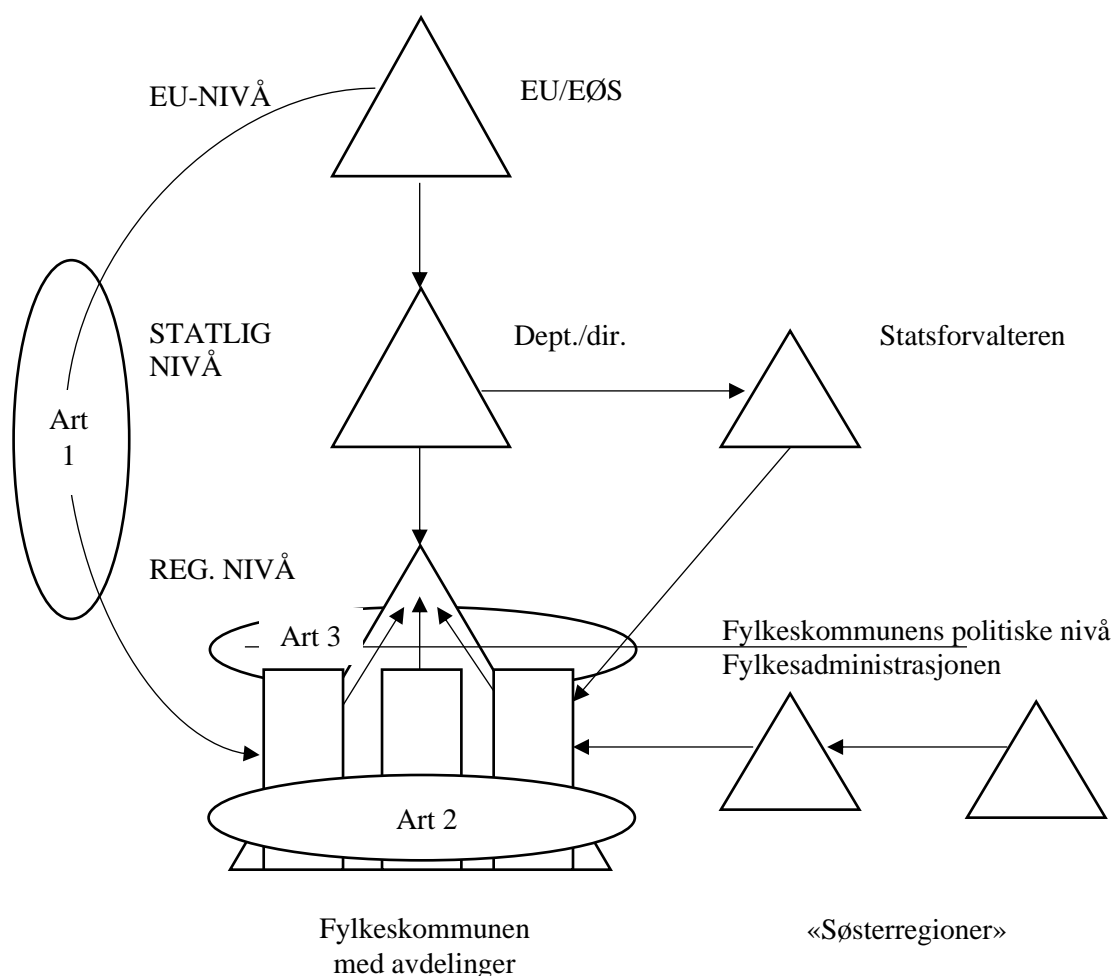 EU-NIVÅ
EU/EØS
STATLIG
NIVÅ
Dept./dir.
Statsforvalteren
Art
1
REG. NIVÅ
Art 3
Fylkeskommunens politiske nivå
Fylkesadministrasjonen
Art 2
Fylkeskommunen
med avdelinger
«Søsterregioner»